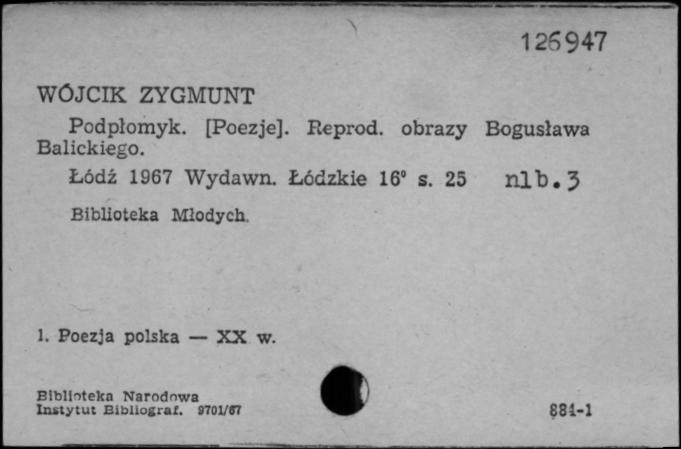 126947
WÓJCIK ZYGMUNT
Podpłomyk. [Poezje]. Reprod. obrazy Bogusława
Balickiego.
Łódź 1967 Wydawn. Łódzkie 16° s. 25 nlb. 3
Biblioteka Młodych.
1. Poezja polska — XX w.
Biblioteka Narodowa
Instytut Bibliograf. 9701/67
884-1